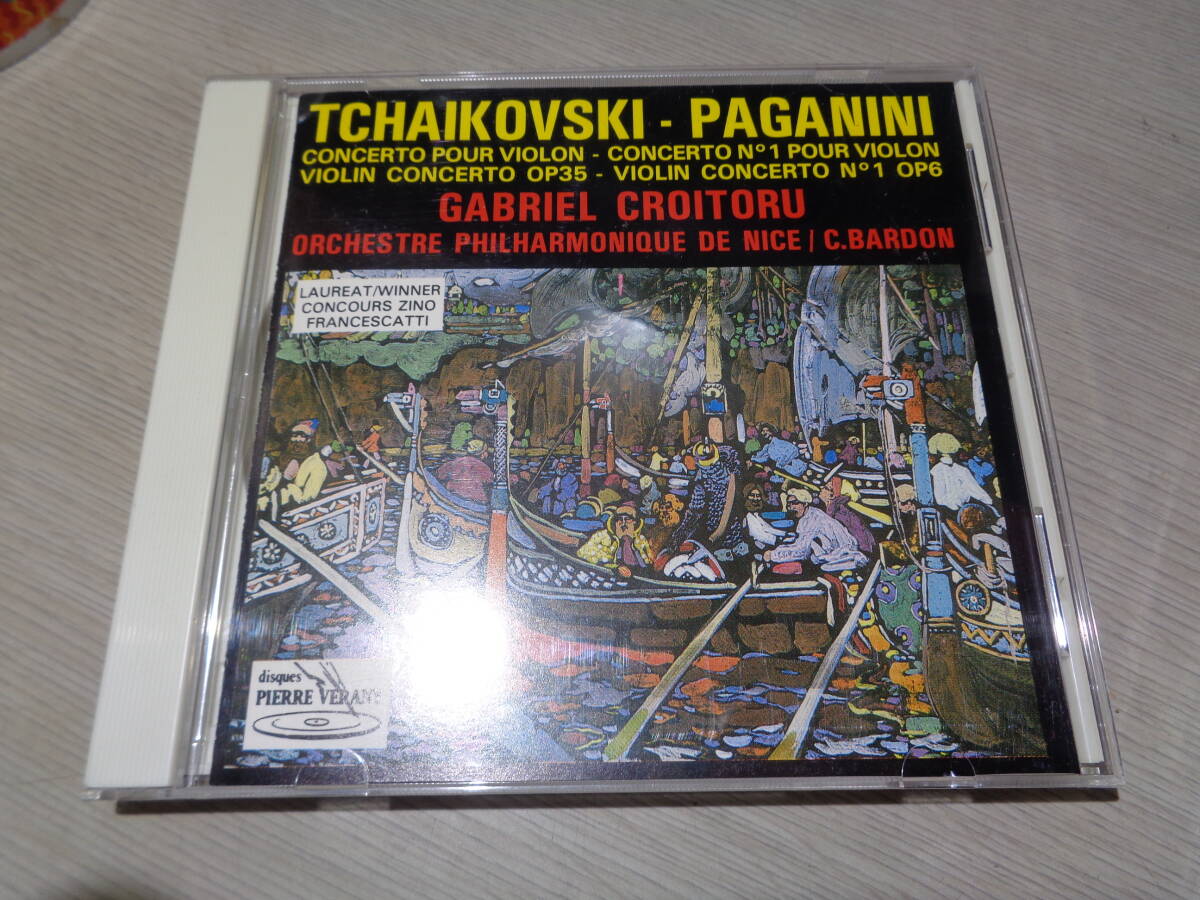 TCHAIKOVSKI - PAGANINI
CONCERTO POUR VIOLON - CONCERTO N°1 POUR VIOLON
VIOLIN CONCERTO OP35 - VIOLIN CONCERTO N°1 OP6
GABRIEL CROITORU
ORCHESTRE PHILHARMONIQUE DE NICE / C.BARDON
LAUREAT/WINNER
CONCOURS ZINO
FRANCESCATTI
disques
PIERRE VERANY